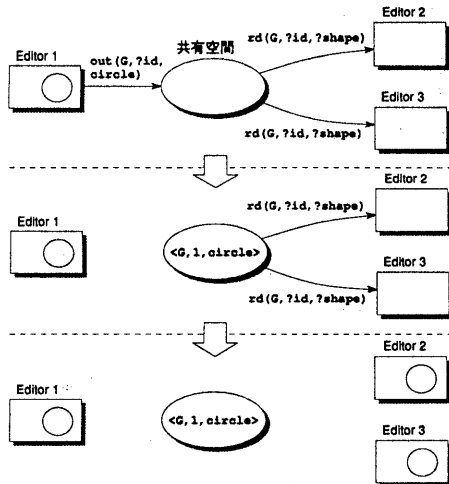 Editor 1
out(G,?id,
circle)
共有空間
rd(G,?id,?shape)
Editor 2
Editor 3
rd(G,?id,?shape)
Editor 1
<G,1,circle>
rd(G,?id,?shape)
Editor 2
Editor 3
rd(G,?id,?shape)
Editor 1
<G,1,circle>
Editor 2
Editor 3